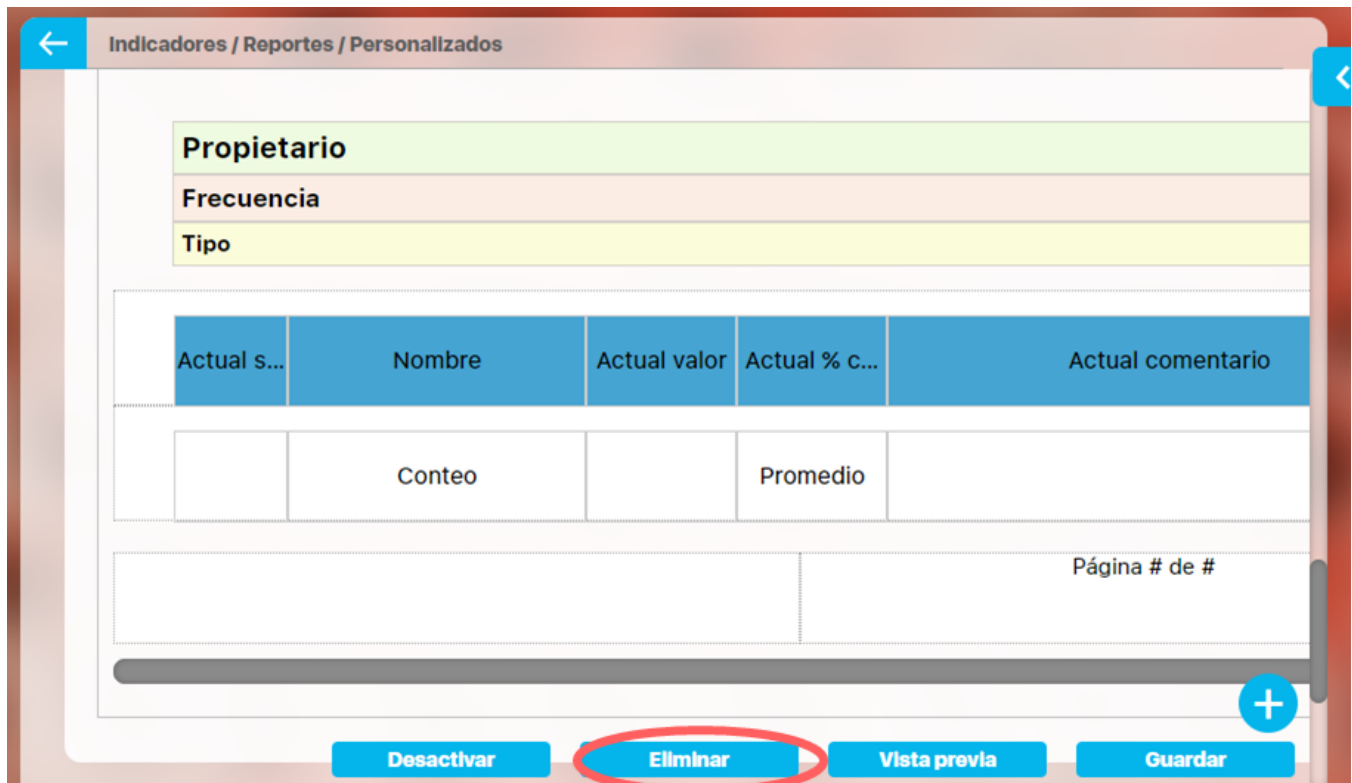 Indicadores / Reportes / Personalizados
Propietario
Frecuencia
Tipo
Actual s... Nombre Actual valor Actual % c... Actual comentario
Conteo Promedio
Página # de #
Desactivar Eliminar Vista previa Guardar